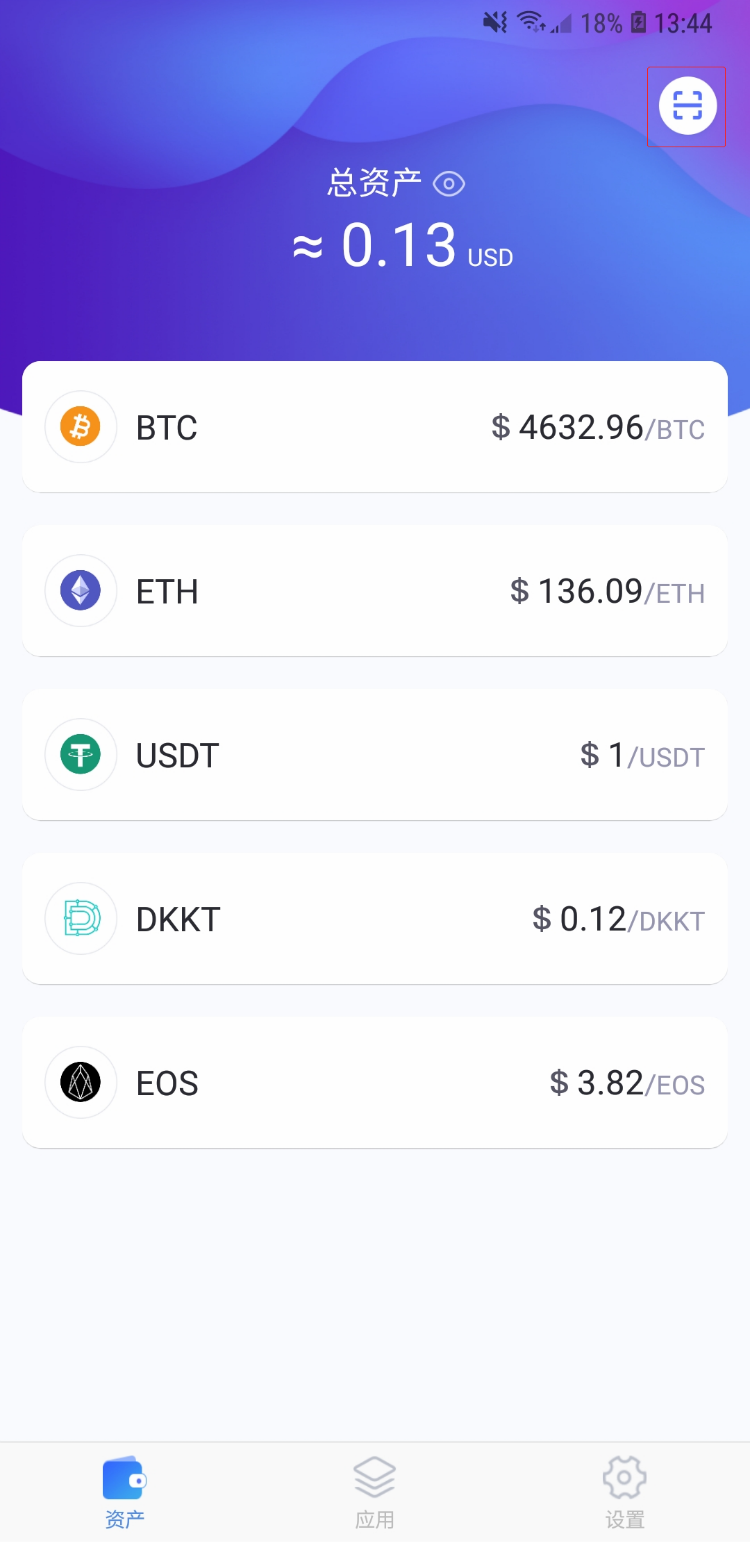 18% 13:44
总资产
≈ 0.13 USD
BTC $ 4632.96/BTC
ETH $ 136.09/ETH
USDT $ 1/USDT
DKKT $ 0.12/DKKT
EOS $ 3.82/EOS
资产 应用 设置